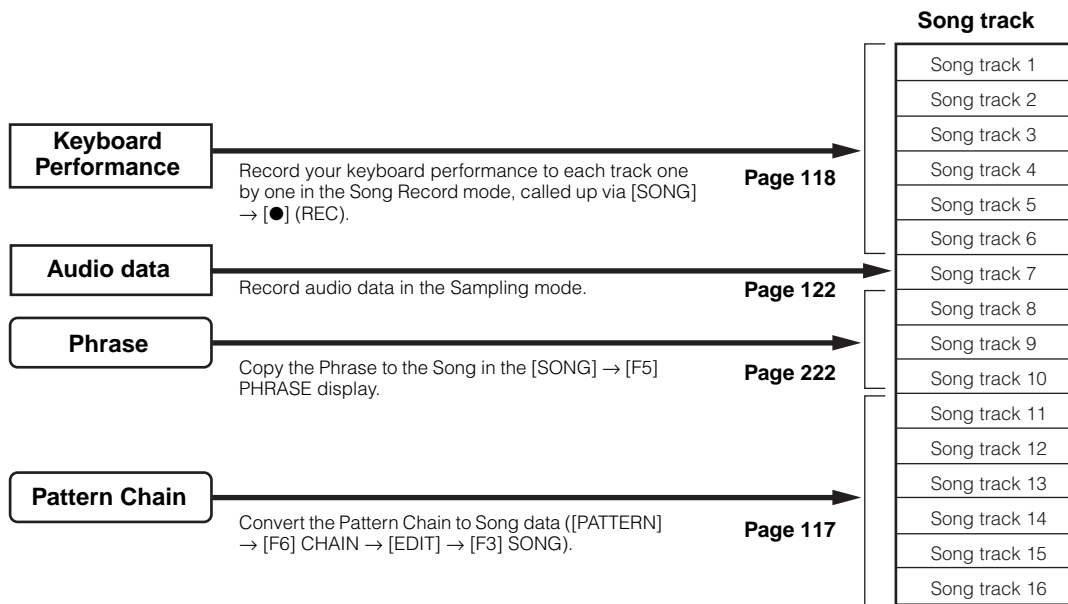 Song track
Song track 1
Song track 2
Song track 3
Song track 4
Song track 5
Song track 6
Song track 7
Song track 8
Song track 9
Song track 10
Song track 11
Song track 12
Song track 13
Song track 14
Song track 15
Song track 16
Keyboard
Performance
Record your keyboard performance to each track one
by one in the Song Record mode, called up via [SONG]
→ [●] (REC).
Page 118
Audio data
Record audio data in the Sampling mode.
Page 122
Phrase
Copy the Phrase to the Song in the [SONG] → [F5]
PHRASE display.
Page 222
Pattern Chain
Convert the Pattern Chain to Song data ([PATTERN]
→ [F6] CHAIN → [EDIT] → [F3] SONG).
Page 117